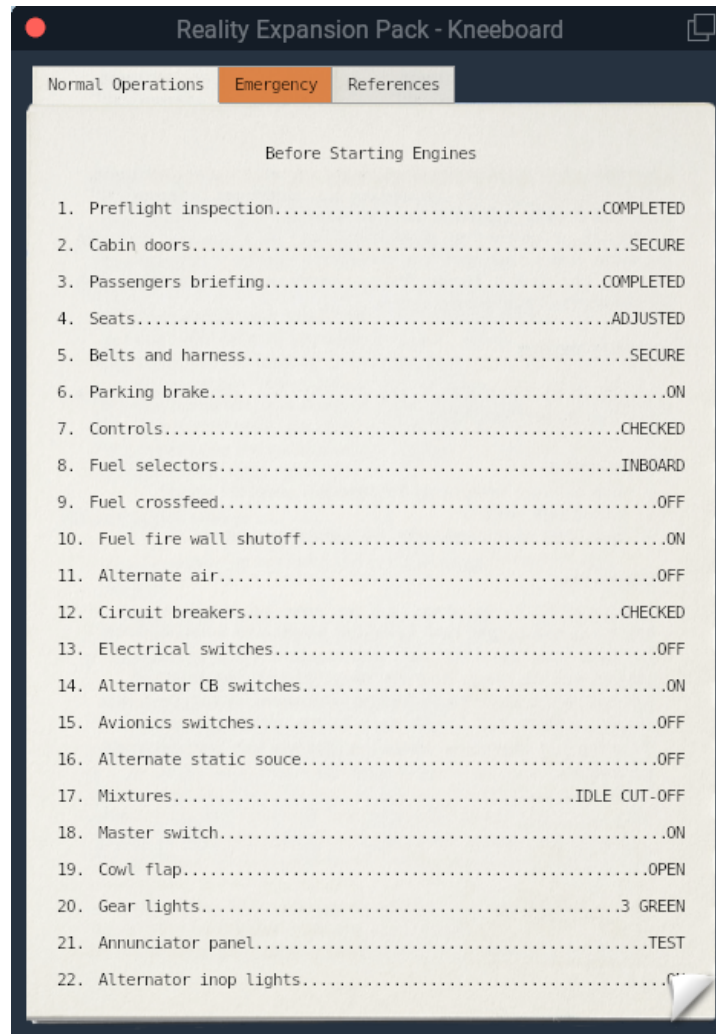 Reality Expansion Pack - Kneeboard
Normal Operations Emergency References
Before Starting Engines
1. Preflight inspection....................................COMPLETED
2. Cabin doors................................................SECURE
3. Passengers briefing.....................................COMPLETED
4. Seats....................................................ADJUSTED
5. Belts and harness..........................................SECURE
6. Parking brake..................................................ON
7. Controls..................................................CHECKED
8. Fuel selectors............................................INBOARD
9. Fuel crossfeed................................................OFF
10. Fuel fire wall shutoff........................................ON
11. Alternate air................................................OFF
12. Circuit breakers.........................................CHECKED
13. Electrical switches..........................................OFF
14. Alternator CB switches........................................ON
15. Avionics switches............................................OFF
16. Alternate static souce.......................................OFF
17. Mixtures............................................IDLE CUT-OFF
18. Master switch.................................................ON
19. Cowl flap...................................................OPEN
20. Gear lights..............................................3 GREEN
21. Annunciator panel...........................................TEST
22. Alternator inop lights........................................